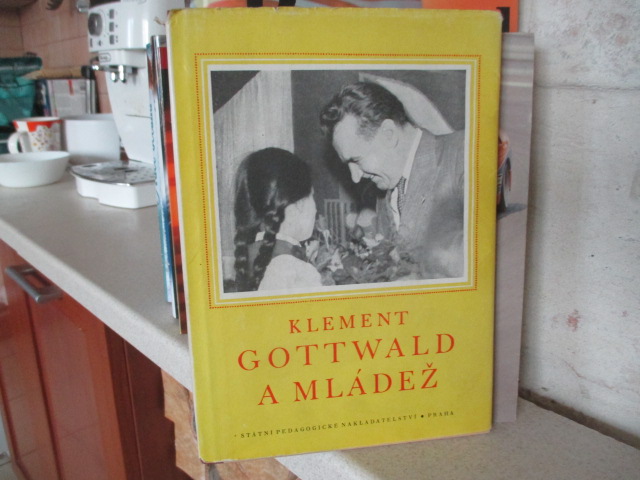 KLEMENT
GOTTWALD
A MLÁDEŽ
STÁTNÍ PEDAGOGICKÉ NAKLADATELSTVÍ • PRAHA